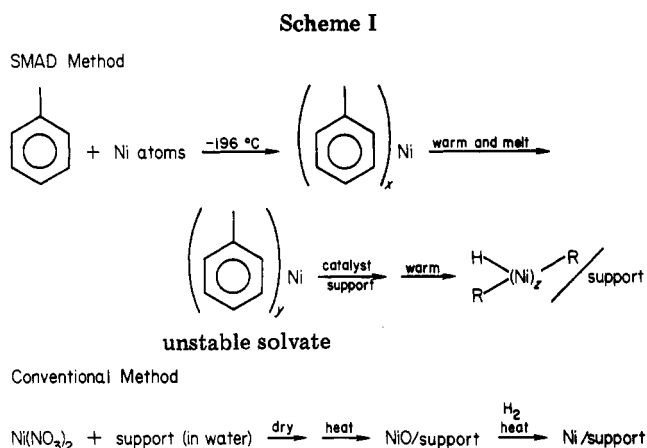 Scheme I
SMAD Method
+ Ni atoms −196 °C Ni warm and melt
x
Ni catalyst support warm H R (Ni)z R / support
y
unstable solvate
Conventional Method
Ni(NO3)2 + support (in water) dry heat NiO/support H2 heat Ni/support